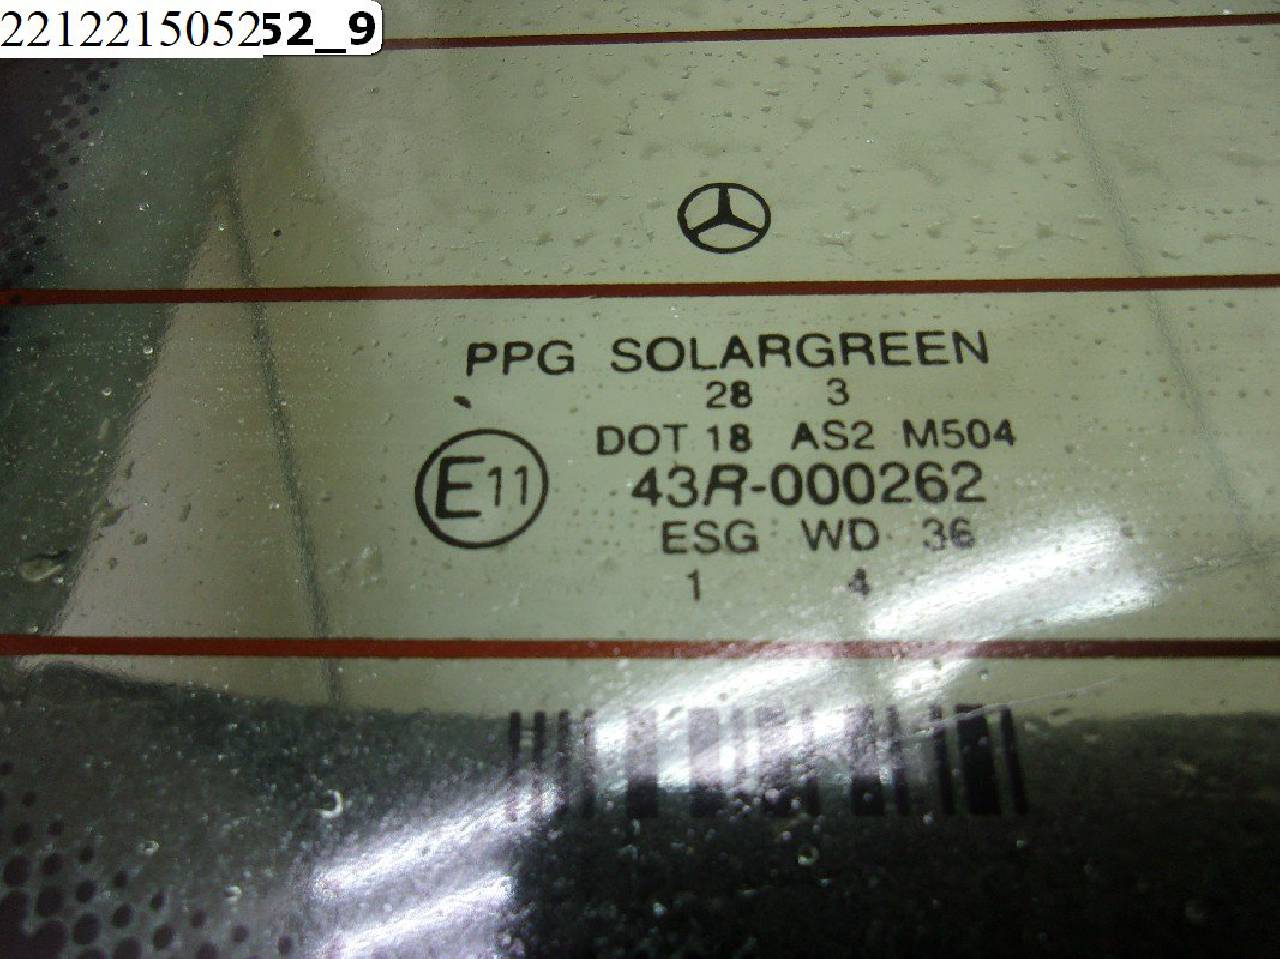 221221505252_9
PPG SOLARGREEN
28 3
DOT 18 AS2 M504
E11
43R-000262
ESG WD 36
1 4